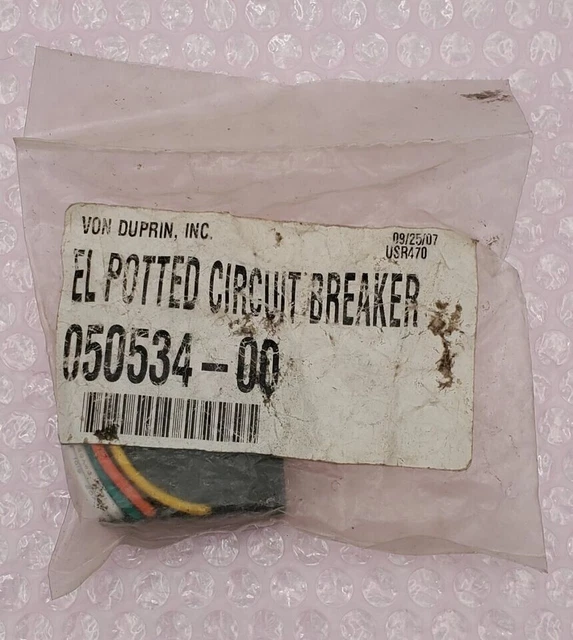 VON DUPRIN, INC.
09/25/07
USR470
EL POTTED CIRCUIT BREAKER
050534-00